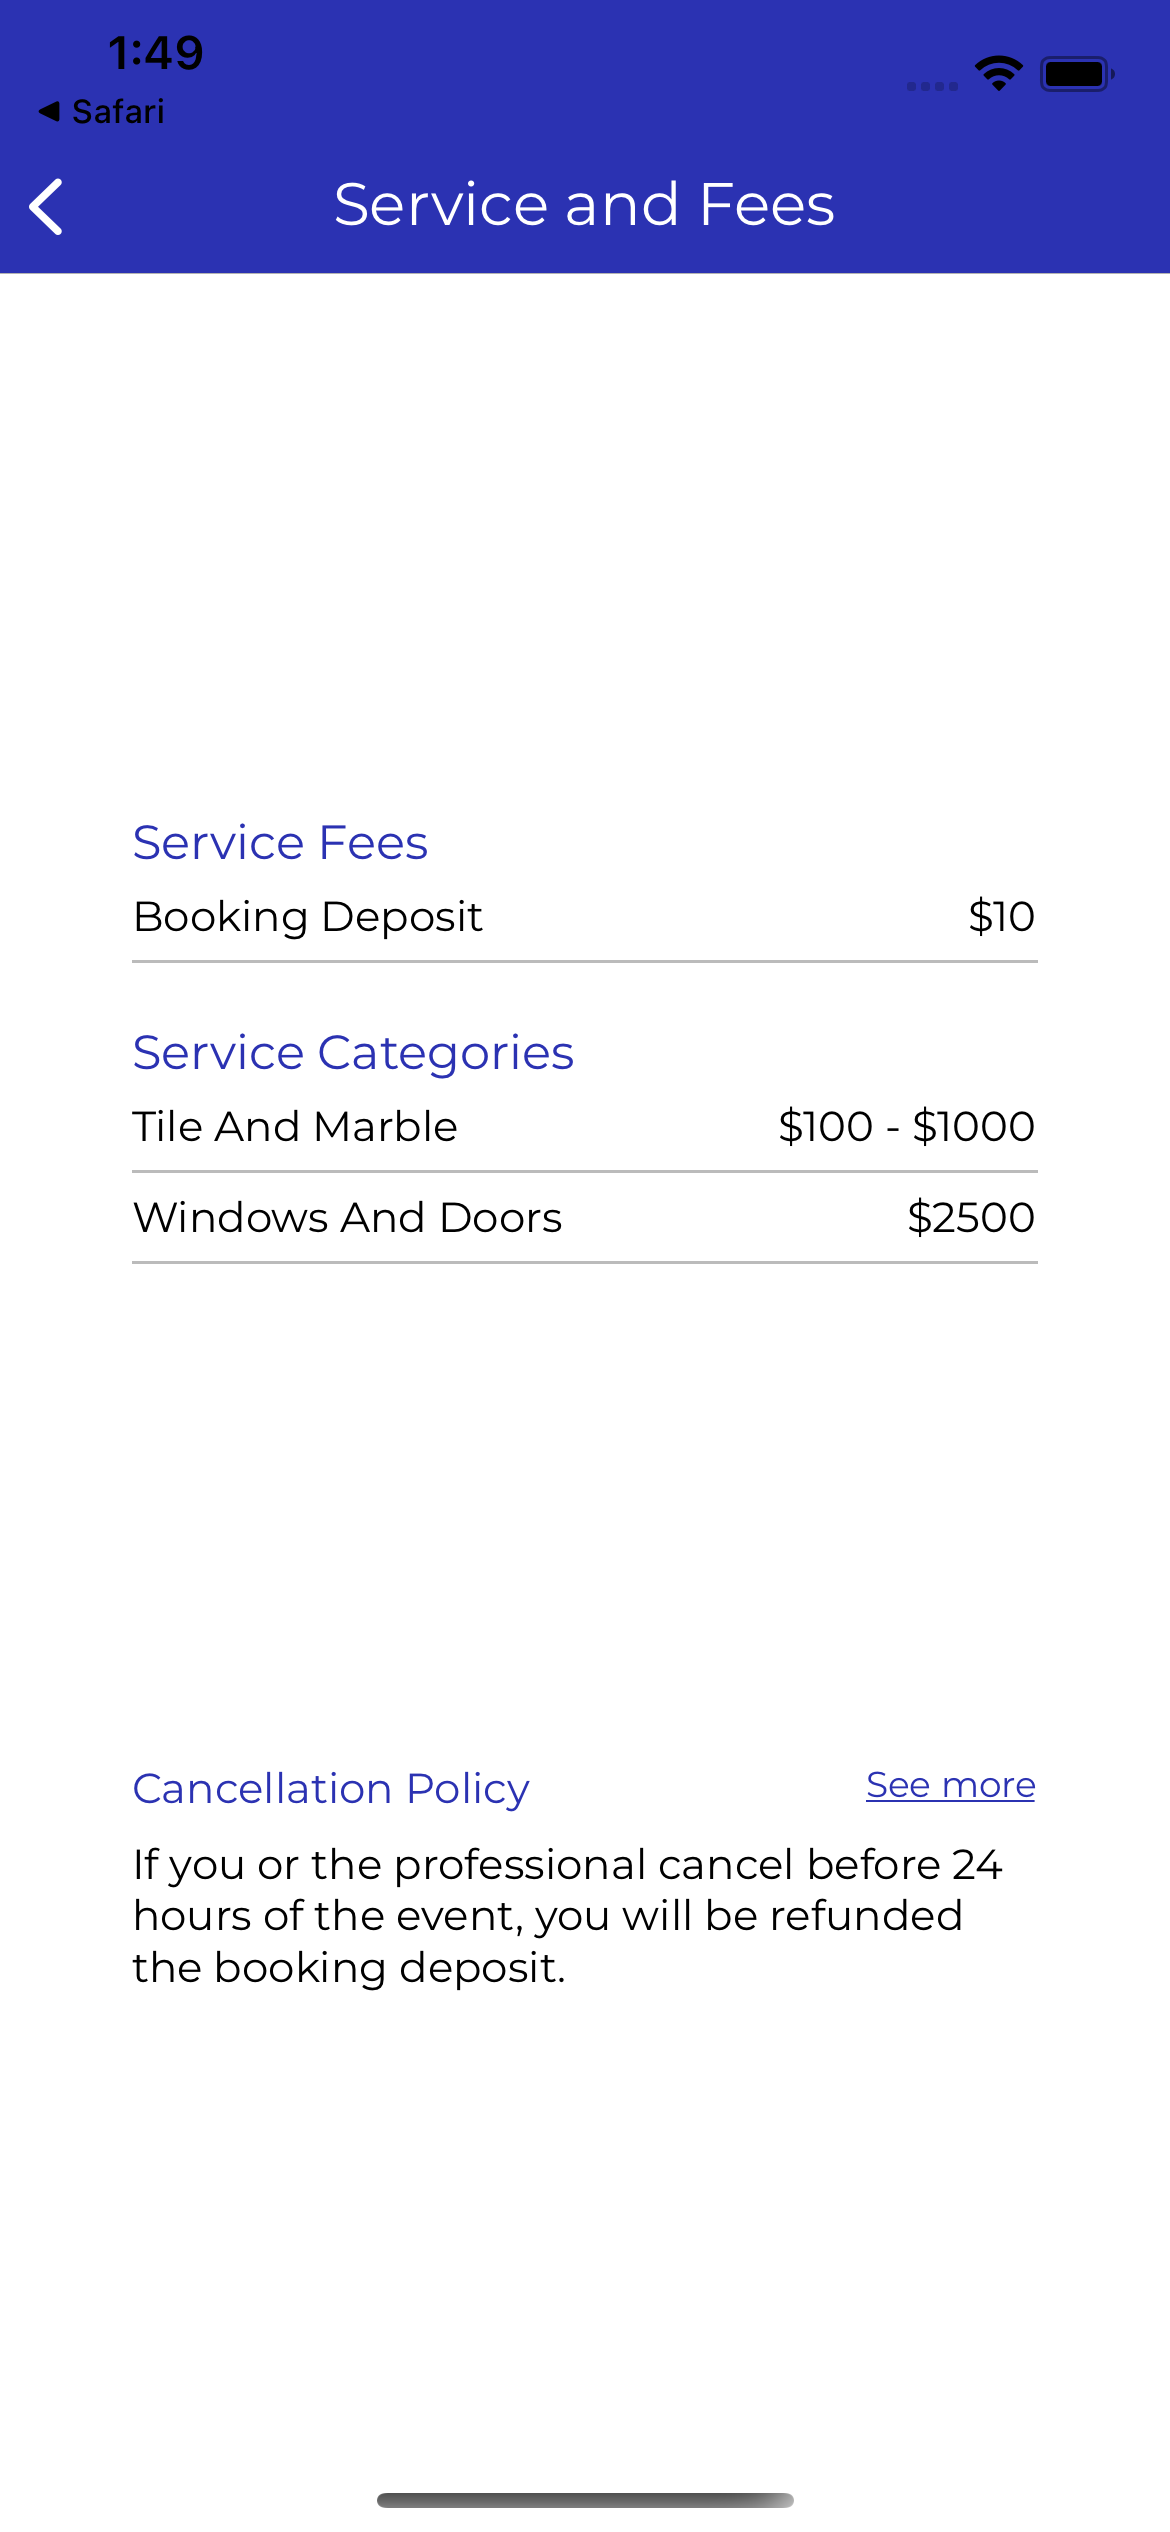 1:49
Safari
Service and Fees
Service Fees
Booking Deposit $10
Service Categories
Tile And Marble $100 - $1000
Windows And Doors $2500
Cancellation Policy See more
If you or the professional cancel before 24
hours of the event, you will be refunded
the booking deposit.